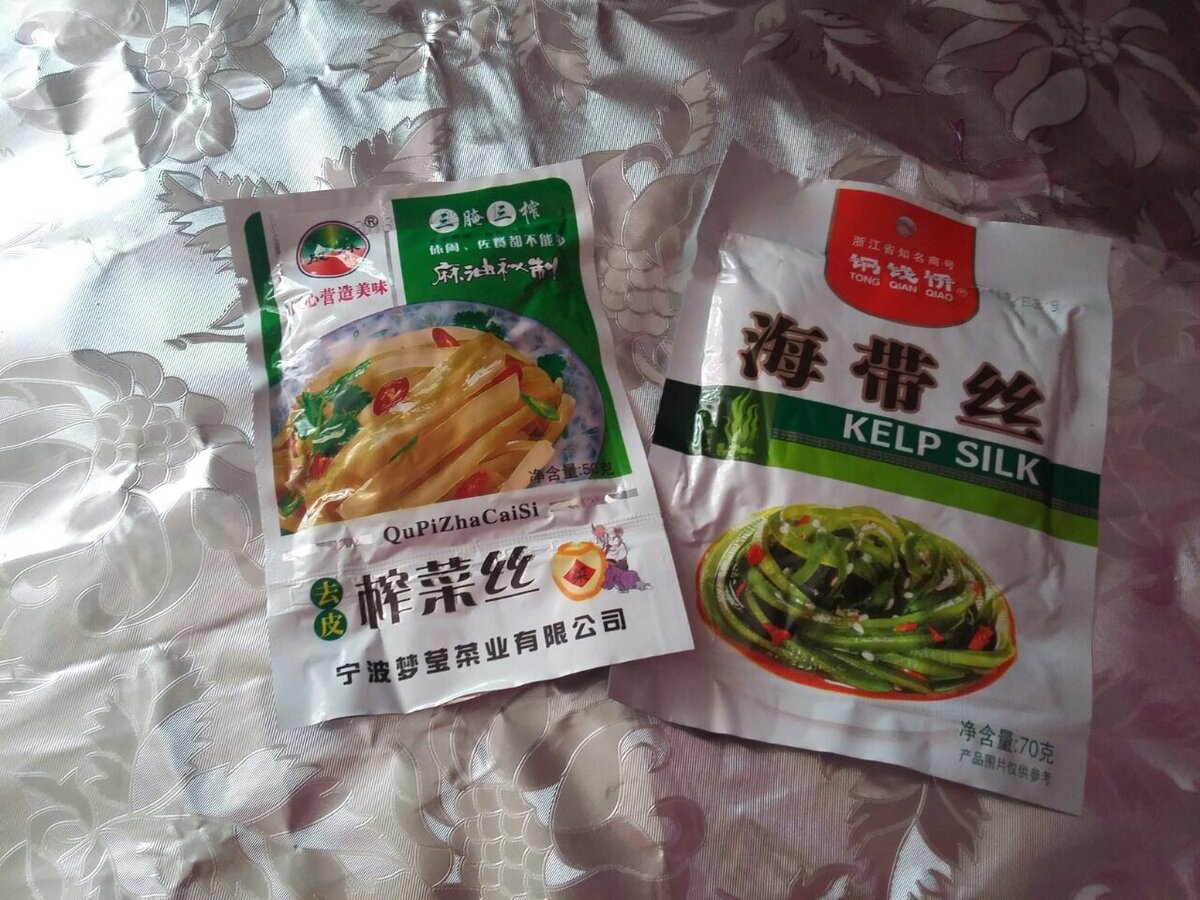 ®
心营造美味
三腌三榨
休闲、佐餐都不能少
麻油秘制
净含量:50克
QuPiZhaCaiSi
去皮
榨菜丝
宁波梦莹菜业有限公司
浙江省知名商号
铜钱桥
TONG QIAN QIAO®
海带丝
KELP SILK
净含量:70克
产品图片仅供参考